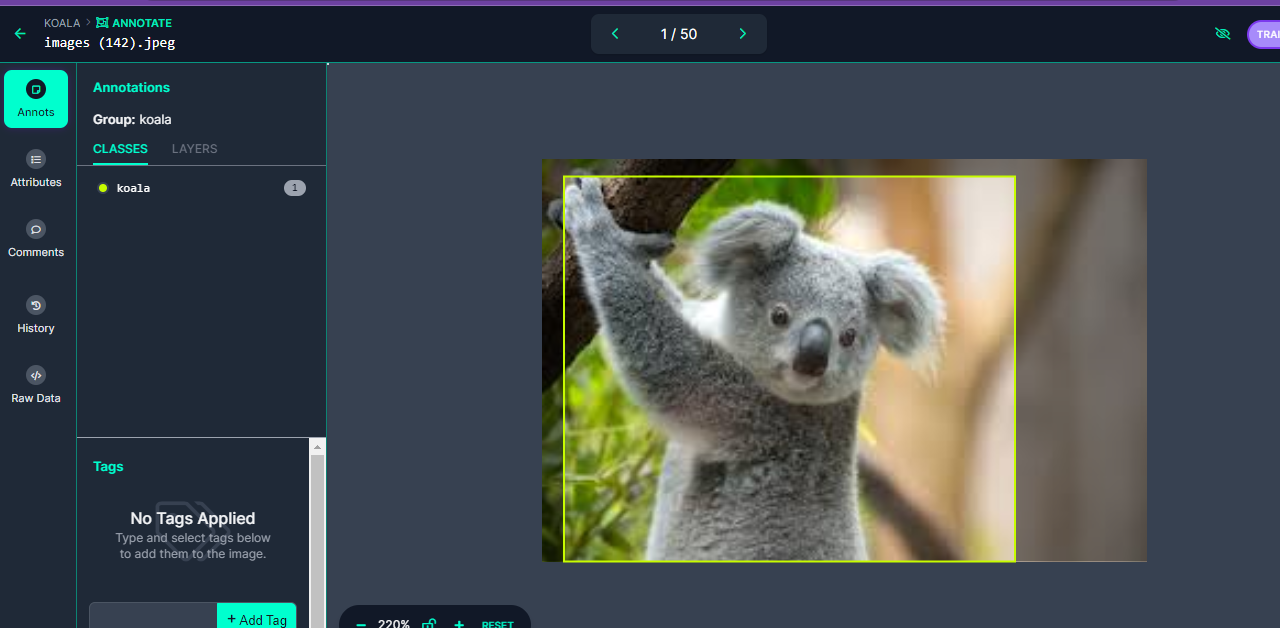 KOALA > ANNOTATE
images (142).jpeg
1 / 50
Annots
Attributes
Comments
History
Raw Data
Annotations
Group: koala
CLASSES LAYERS
koala 1
Tags
No Tags Applied
Type and select tags below
to add them to the image.
+ Add Tag
− 220% + RESET